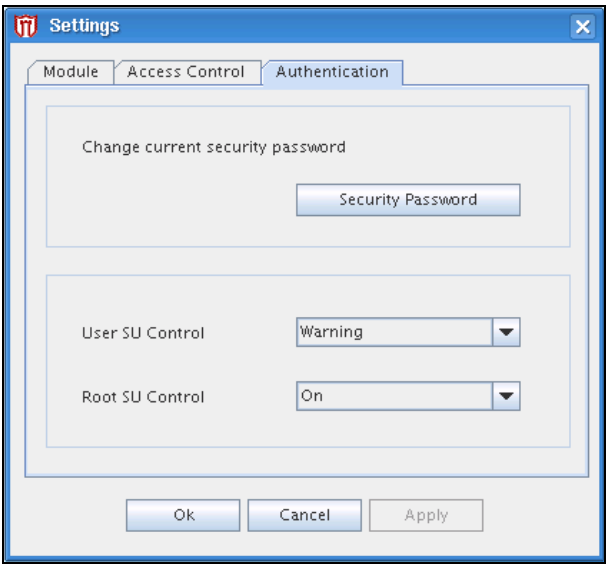 Settings
Module Access Control Authentication
Change current security password
Security Password
User SU Control Warning
Root SU Control On
Ok Cancel Apply